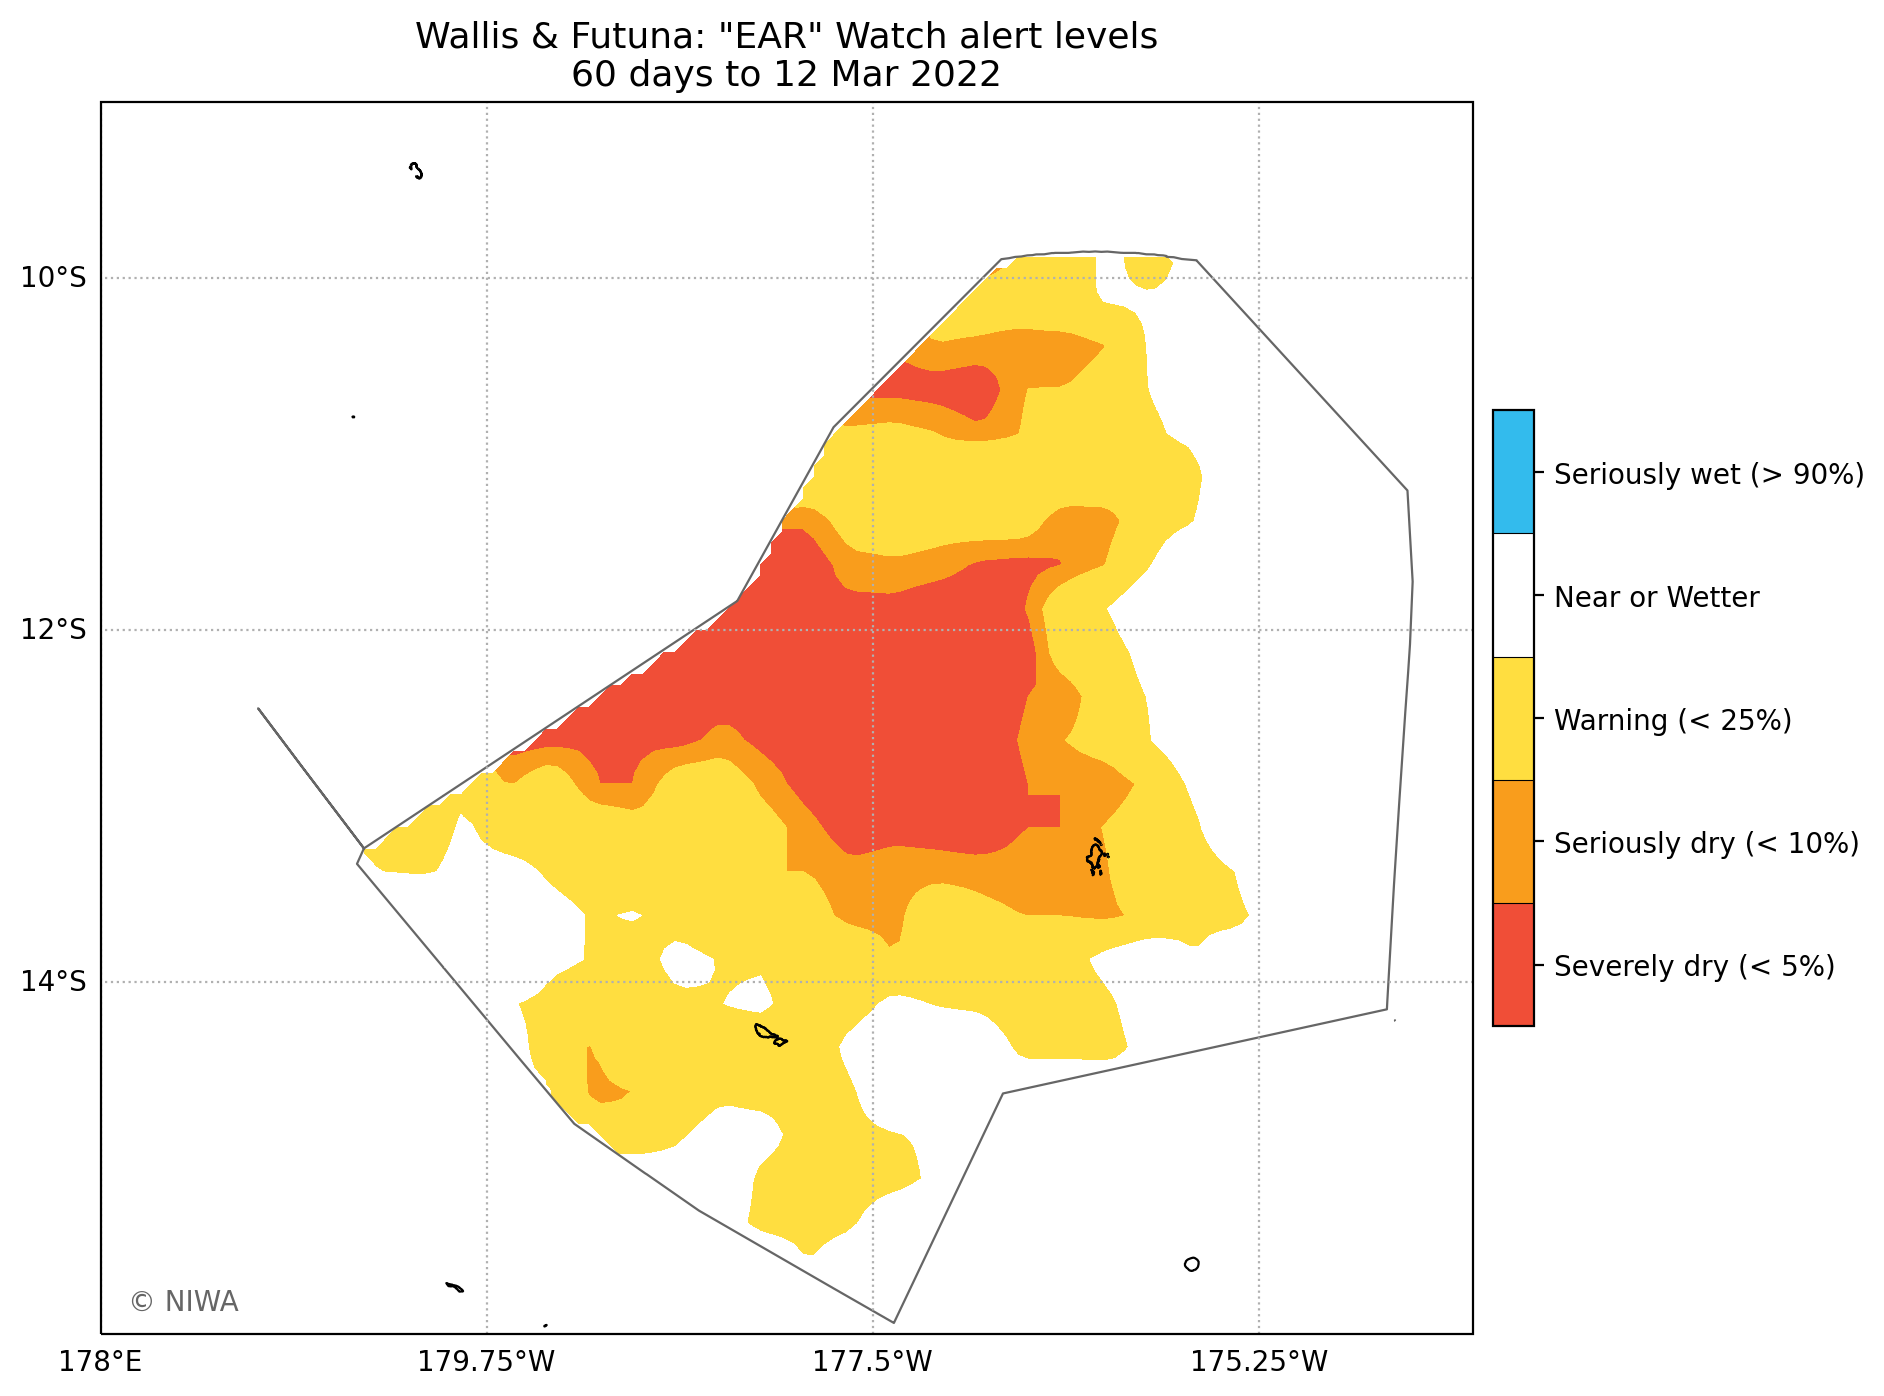 Wallis & Futuna: "EAR" Watch alert levels
60 days to 12 Mar 2022
10°S
12°S
14°S
178°E
179.75°W
177.5°W
175.25°W
Seriously wet (> 90%)
Near or Wetter
Warning (< 25%)
Seriously dry (< 10%)
Severely dry (< 5%)
© NIWA